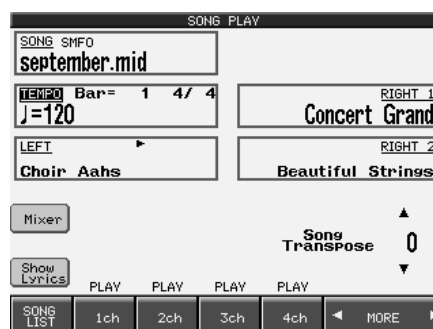 SONG PLAY
SONG SMFO
september.mid
TEMPO Bar= 1 4/ 4
♩=120
RIGHT 1
Concert Grand
LEFT
Choir Aahs
RIGHT 2
Beautiful Strings
Mixer
Song
Transpose 0
Show
Lyrics
PLAY PLAY PLAY PLAY
SONG
LIST
1ch 2ch 3ch 4ch MORE